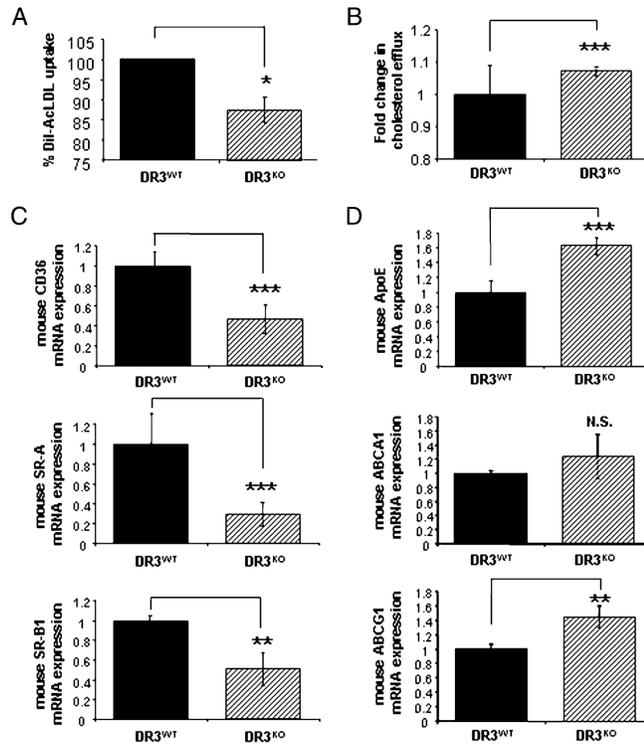 A
% Dil-AcLDL uptake
105
100
95
90
85
80
75
*
DR3WT
DR3KO
B
Fold change in
cholesterol efflux
1.2
1.1
1
0.9
0.8
***
DR3WT
DR3KO
C
mouse CD36
mRNA expression
1.2
1
0.8
0.6
0.4
0.2
0
***
DR3WT
DR3KO
mouse SR-A
mRNA expression
1.2
1
0.8
0.6
0.4
0.2
0
***
DR3WT
DR3KO
mouse SR-B1
mRNA expression
1.2
1
0.8
0.6
0.4
0.2
0
**
DR3WT
DR3KO
D
mouse ApoE
mRNA expression
1.8
1.6
1.4
1.2
1
0.8
0.6
0.4
0.2
0
***
DR3WT
DR3KO
mouse ABCA1
mRNA expression
1.8
1.6
1.4
1.2
1
0.8
0.6
0.4
0.2
0
N.S.
DR3WT
DR3KO
mouse ABCG1
mRNA expression
1.8
1.6
1.4
1.2
1
0.8
0.6
0.4
0.2
0
**
DR3WT
DR3KO